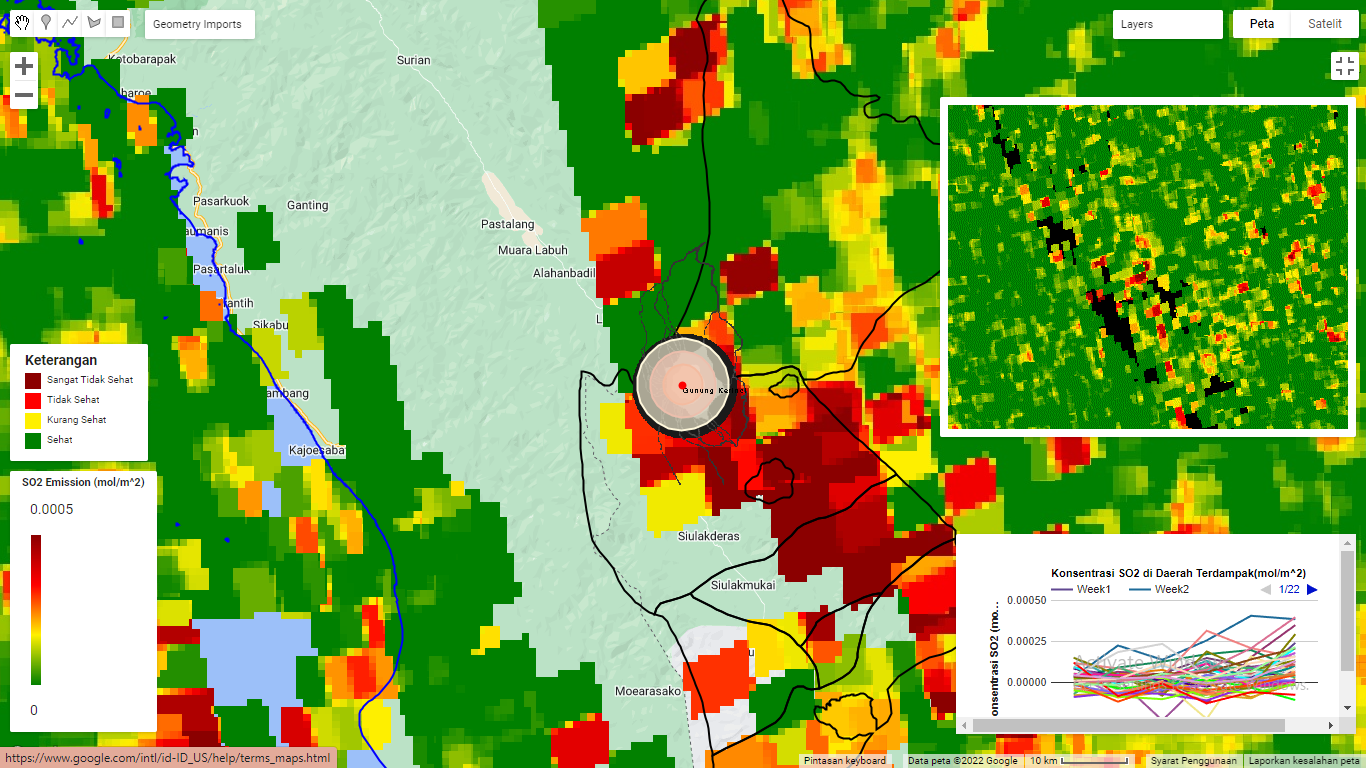 Geometry Imports
Layers
Peta
Satelit
Kotobarapak
Surian
Pasarkuok
Ganting
aumanis
Pastalang
Muara Labuh
Pasartaluk
Alahanbadil
antih
L
Sikabu
Keterangan
Sangat Tidak Sehat
Tidak Sehat
Kurang Sehat
Sehat
ambang
Kajoesaba
SO2 Emission (mol/m^2)
0.0005
0
Siulakderas
Siulakmukai
Moearasako
Konsentrasi SO2 di Daerah Terdampak(mol/m^2)
Week1
Week2
1/22
0.00050
0.00025
0.00000
onsentrasi SO2 (mo...
https://www.google.com/intl/id-ID_US/help/terms_maps.html
Pintasan keyboard
Data peta ©2022 Google
10 km
Syarat Penggunaan
Laporkan kesalahan peta